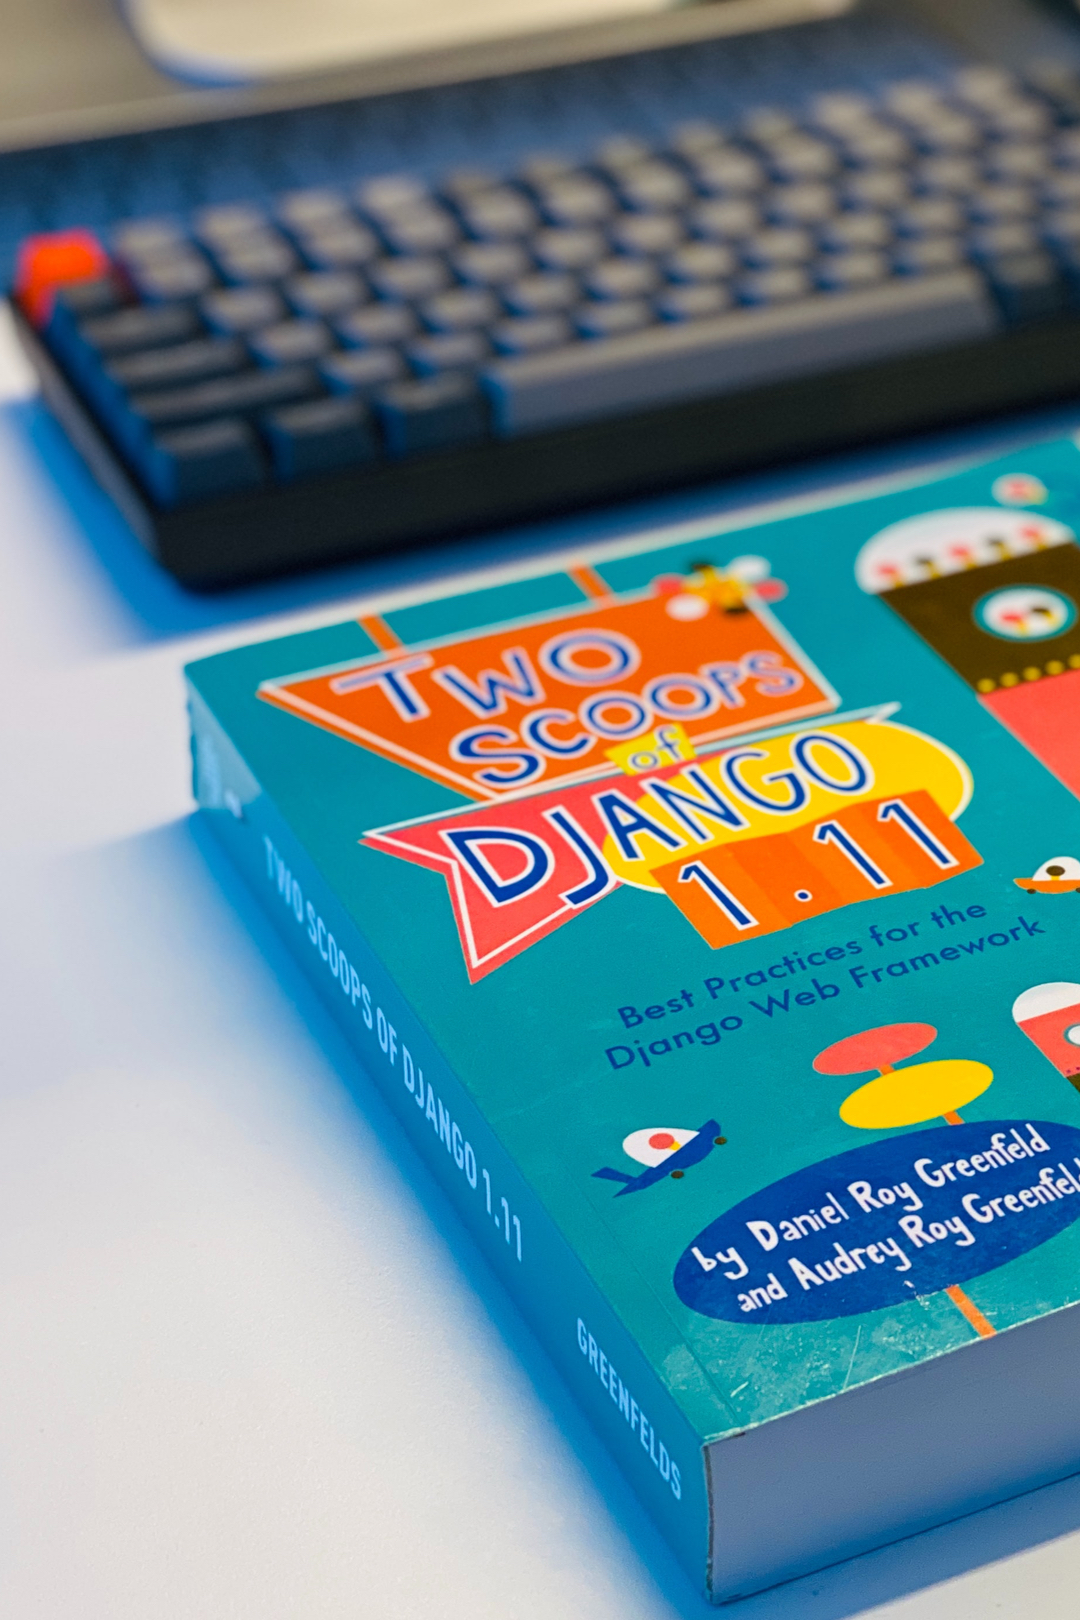 TWO
SCOOPS
of
DJANGO
1.11
Best Practices for the
Django Web Framework
by Daniel Roy Greenfeld
and Audrey Roy Greenfeld
TWO SCOOPS OF DJANGO 1.11
GREENFELDS